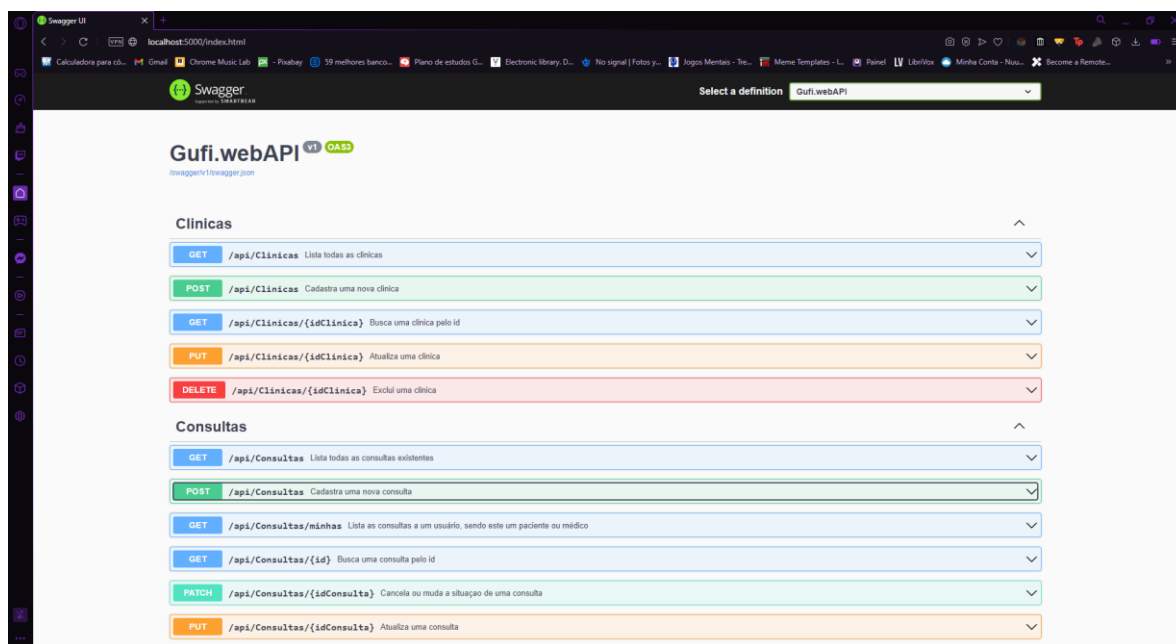 Swagger UI
VPN
localhost:5000/index.html
Calculadora para có...
Gmail
Chrome Music Lab
- Pixabay
59 melhores banco...
Plano de estudos G...
Electronic library. D...
No signal | Fotos y...
Jogos Mentais - Tre...
Meme Templates - I...
Painel
LibriVox
Minha Conta - Nuu...
Become a Remote...
Swagger
Supported by SMARTBEAR
Select a definition
Gufi.webAPI
Gufi.webAPI v1 OAS3
/swagger/v1/swagger.json
Clinicas
GET /api/Clinicas Lista todas as clinicas
POST /api/Clinicas Cadastra uma nova clinica
GET /api/Clinicas/{idClinica} Busca uma clinica pelo id
PUT /api/Clinicas/{idClinica} Atualiza uma clinica
DELETE /api/Clinicas/{idClinica} Exclui uma clinica
Consultas
GET /api/Consultas Lista todas as consultas existentes
POST /api/Consultas Cadastra uma nova consulta
GET /api/Consultas/minhas Lista as consultas a um usuário, sendo este um paciente ou médico
GET /api/Consultas/{id} Busca uma consulta pelo id
PATCH /api/Consultas/{idConsulta} Cancela ou muda a situaçao de uma consulta
PUT /api/Consultas/{idConsulta} Atualiza uma consulta